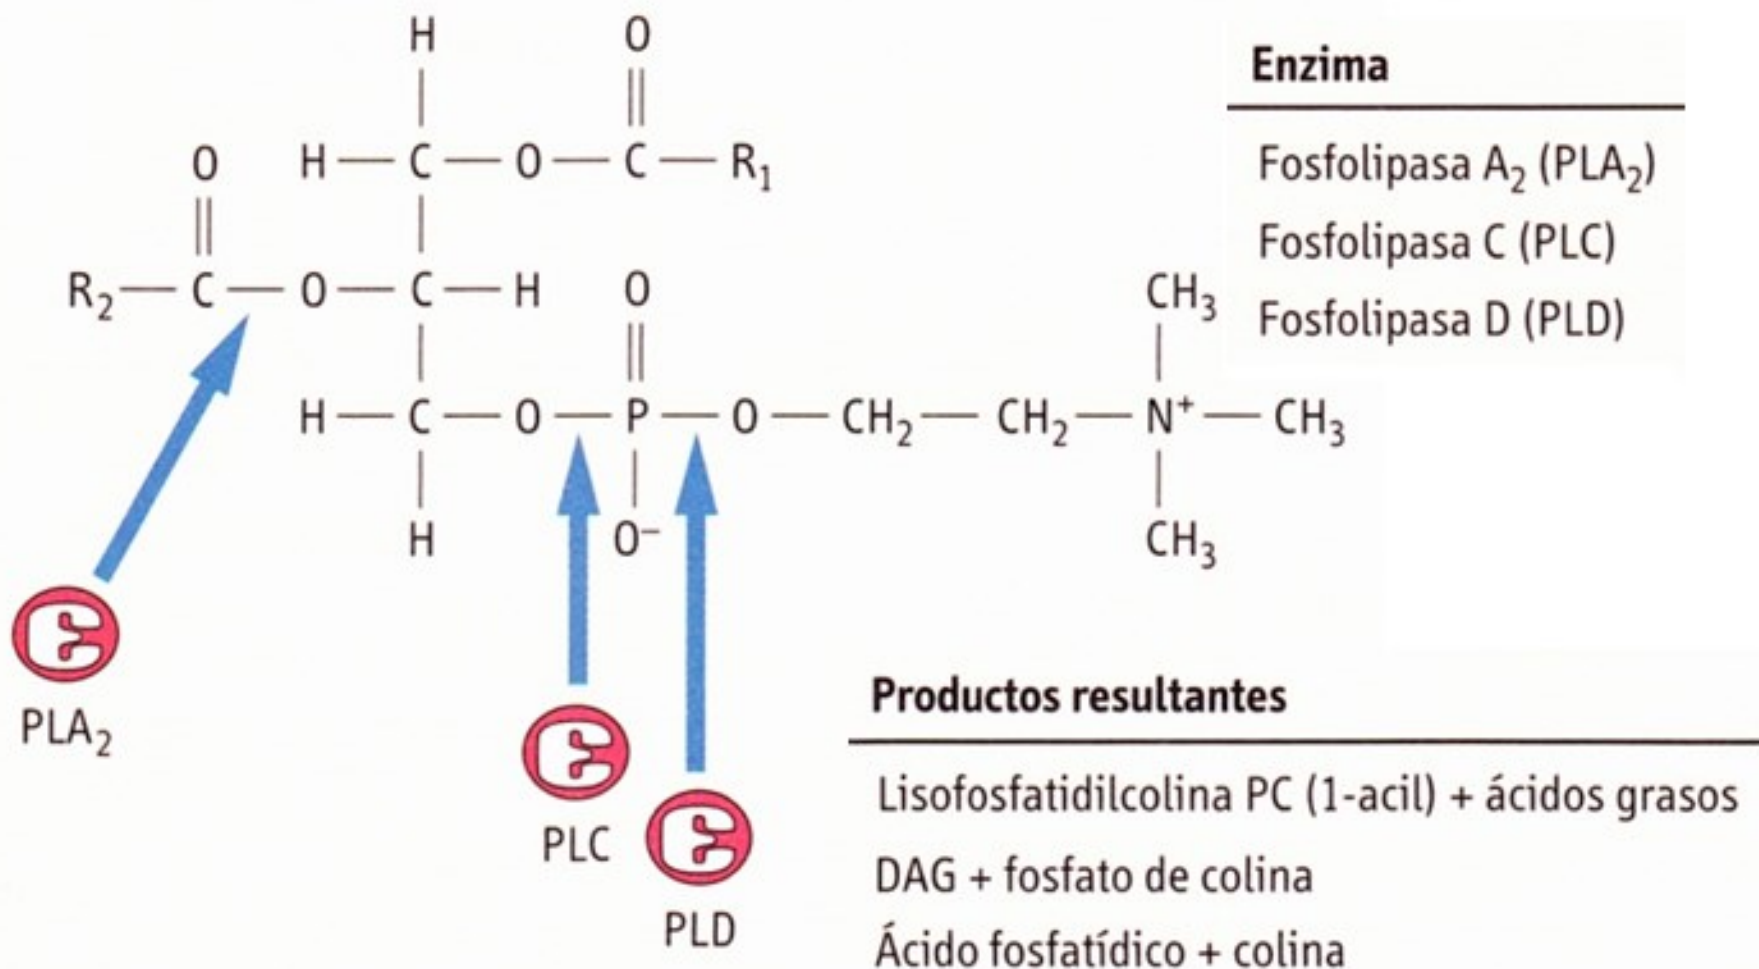 H O
Enzima
O H — C — O — C — R₁
Fosfolipasa A₂ (PLA₂)
Fosfolipasa C (PLC)
R₂ — C — O — C — H O CH₃
Fosfolipasa D (PLD)
H — C — O — P — O — CH₂ — CH₂ — N⁺ — CH₃
H O⁻ CH₃
PLA₂
Productos resultantes
Lisofosfatidilcolina PC (1-acil) + ácidos grasos
PLC
DAG + fosfato de colina
PLD
Ácido fosfatídico + colina